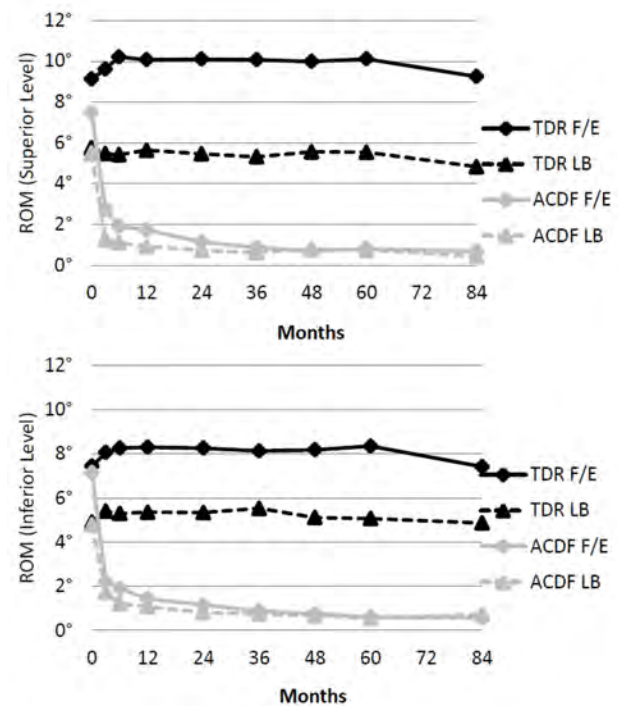 12°
10°
8°
6°
4°
2°
0°
ROM (Superior Level)
0 12 24 36 48 60 72 84
Months
TDR F/E
TDR LB
ACDF F/E
ACDF LB
12°
10°
8°
6°
4°
2°
0°
ROM (Inferior Level)
0 12 24 36 48 60 72 84
Months
TDR F/E
TDR LB
ACDF F/E
ACDF LB